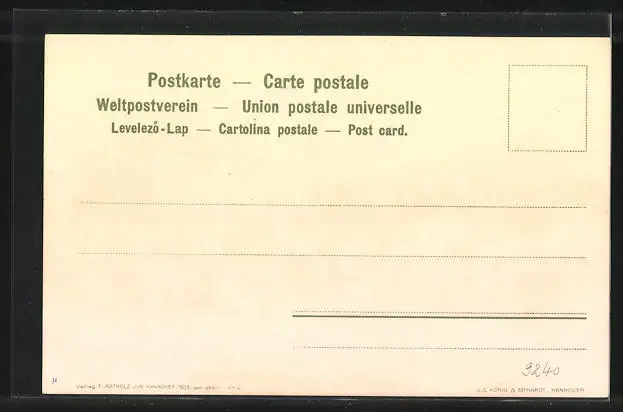 Postkarte — Carte postale
Weltpostverein — Union postale universelle
Levelező-Lap — Cartolina postale — Post card.
9240
Verlag F. ASTHOLZ JUN. HANNOVER 1903.
J.C. KÖNIG & EBHARDT, HANNOVER